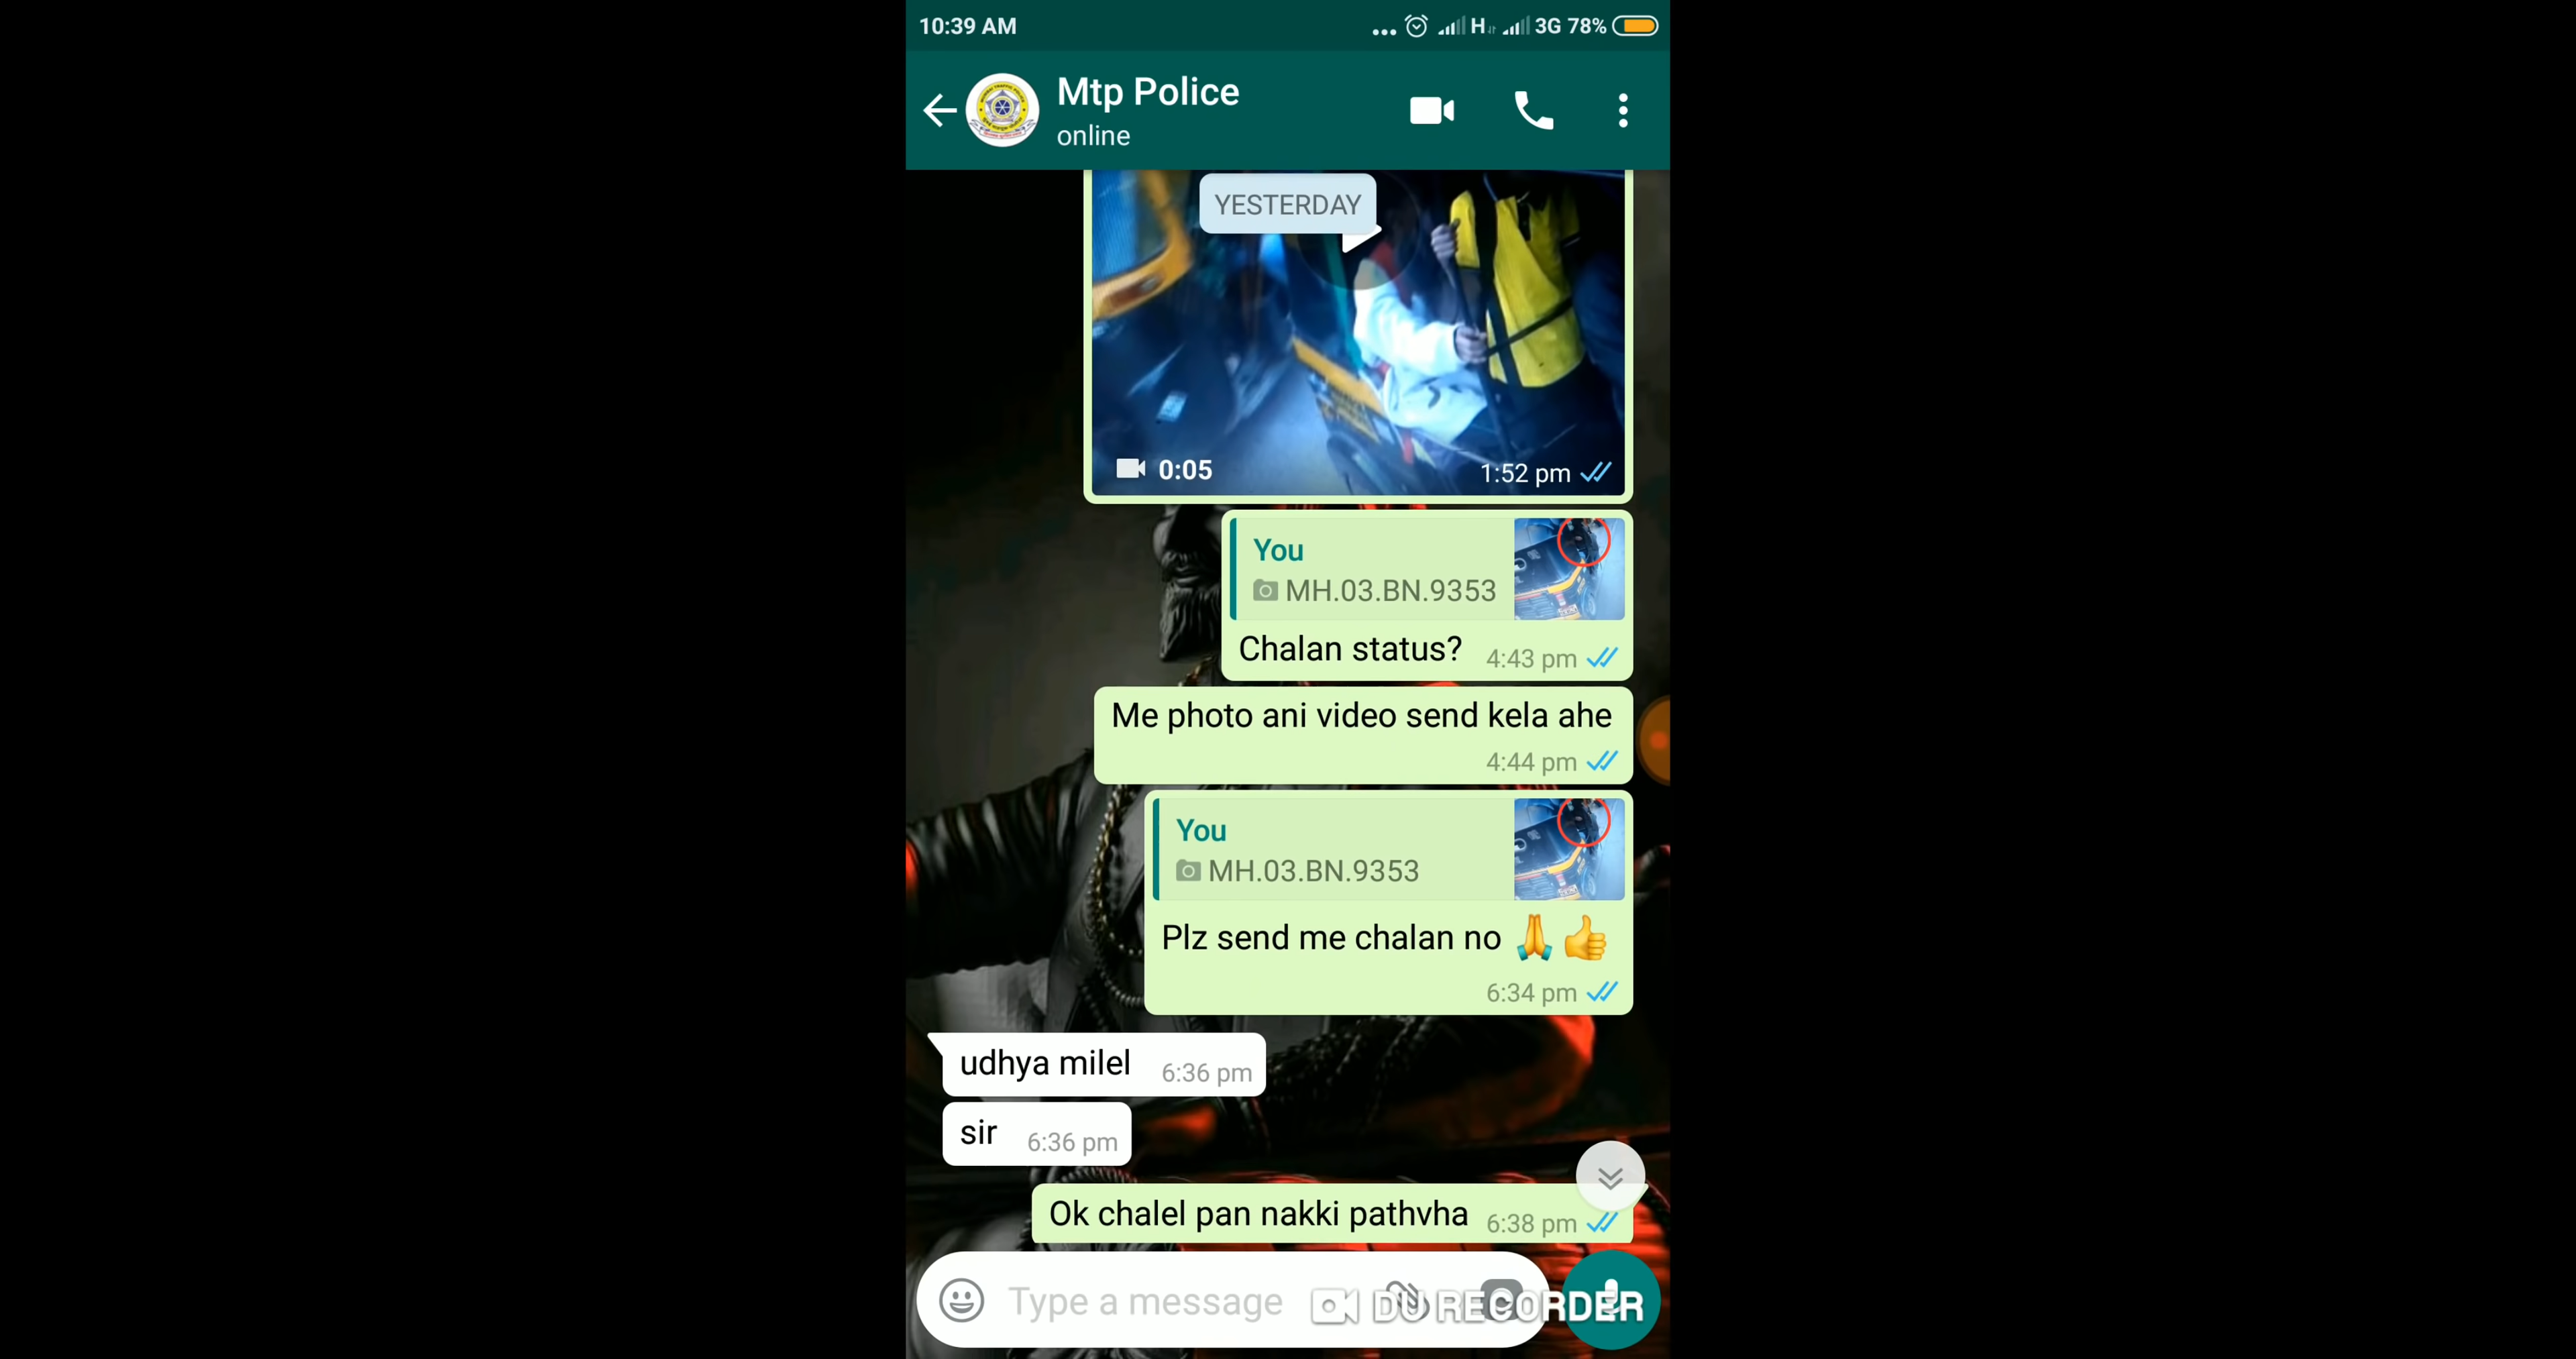 10:39 AM
H 3G 78%
Mtp Police
online
YESTERDAY
0:05
1:52 pm
You
MH.03.BN.9353
Chalan status? 4:43 pm
Me photo ani video send kela ahe
4:44 pm
You
MH.03.BN.9353
Plz send me chalan no 🙏👍
6:34 pm
udhya milel 6:36 pm
sir 6:36 pm
Ok chalel pan nakki pathvha 6:38 pm
Type a message
DU RECORDER